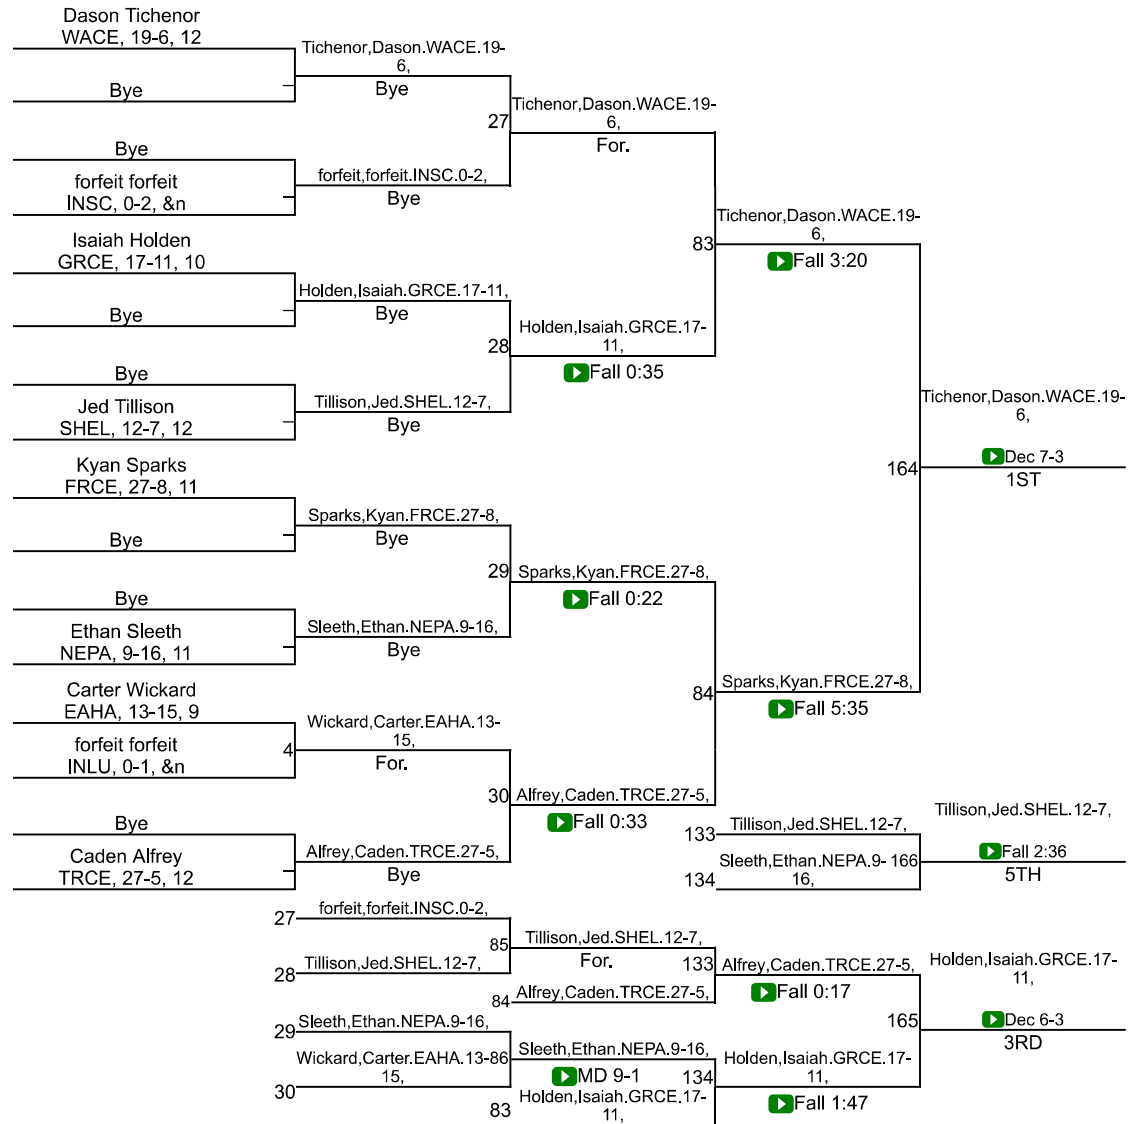 Dason Tichenor
WACE, 19-6, 12
Bye
Tichenor,Dason.WACE.19-
6,
Bye
Bye
forfeit forfeit
INSC, 0-2, &n
forfeit,forfeit.INSC.0-2,
Bye
27
Tichenor,Dason.WACE.19-
6,
For.
Isaiah Holden
GRCE, 17-11, 10
Bye
Holden,Isaiah.GRCE.17-11,
Bye
Bye
Jed Tillison
SHEL, 12-7, 12
Tillison,Jed.SHEL.12-7,
Bye
28
Holden,Isaiah.GRCE.17-
11,
Fall 0:35
83
Tichenor,Dason.WACE.19-
6,
Fall 3:20
Kyan Sparks
FRCE, 27-8, 11
Bye
Sparks,Kyan.FRCE.27-8,
Bye
Bye
Ethan Sleeth
NEPA, 9-16, 11
Sleeth,Ethan.NEPA.9-16,
Bye
29
Sparks,Kyan.FRCE.27-8,
Fall 0:22
Carter Wickard
EAHA, 13-15, 9
forfeit forfeit
INLU, 0-1, &n
4
Wickard,Carter.EAHA.13-
15,
For.
Bye
Caden Alfrey
TRCE, 27-5, 12
Alfrey,Caden.TRCE.27-5,
Bye
30
Alfrey,Caden.TRCE.27-5,
Fall 0:33
84
Sparks,Kyan.FRCE.27-8,
Fall 5:35
164
Tichenor,Dason.WACE.19-
6,
Dec 7-3
1ST
133
Tillison,Jed.SHEL.12-7,
134
Sleeth,Ethan.NEPA.9-
16,
166
Tillison,Jed.SHEL.12-7,
Fall 2:36
5TH
27
forfeit,forfeit.INSC.0-2,
28
Tillison,Jed.SHEL.12-7,
85
Tillison,Jed.SHEL.12-7,
For.
84
Alfrey,Caden.TRCE.27-5,
133
Alfrey,Caden.TRCE.27-5,
Fall 0:17
29
Sleeth,Ethan.NEPA.9-16,
30
Wickard,Carter.EAHA.13-
15,
86
Sleeth,Ethan.NEPA.9-16,
MD 9-1
83
Holden,Isaiah.GRCE.17-
11,
134
Holden,Isaiah.GRCE.17-
11,
Fall 1:47
165
Holden,Isaiah.GRCE.17-
11,
Dec 6-3
3RD